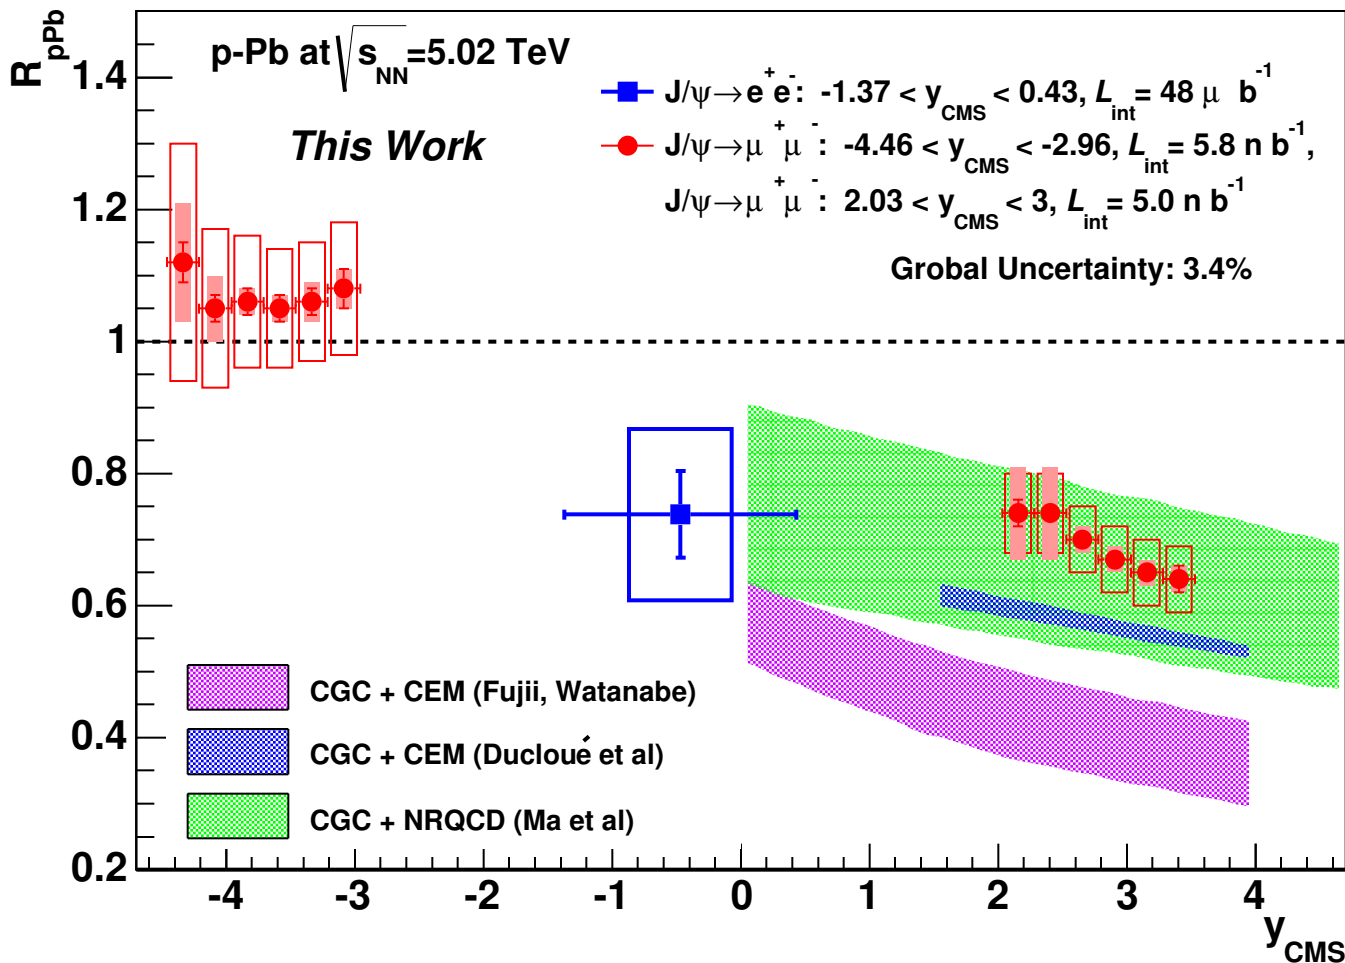 R_pPb
p-Pb at √s_NN=5.02 TeV
This Work
J/ψ→e⁺e⁻: -1.37 < y_CMS < 0.43, L_int= 48 μ b⁻¹
J/ψ→μ⁺μ⁻: -4.46 < y_CMS < -2.96, L_int= 5.8 n b⁻¹,
J/ψ→μ⁺μ⁻: 2.03 < y_CMS < 3, L_int= 5.0 n b⁻¹
Grobal Uncertainty: 3.4%
1.4
1.2
1
0.8
0.6
0.4
0.2
CGC + CEM (Fujii, Watanabe)
CGC + CEM (Ducloué et al)
CGC + NRQCD (Ma et al)
-4 -3 -2 -1 0 1 2 3 4
y_CMS